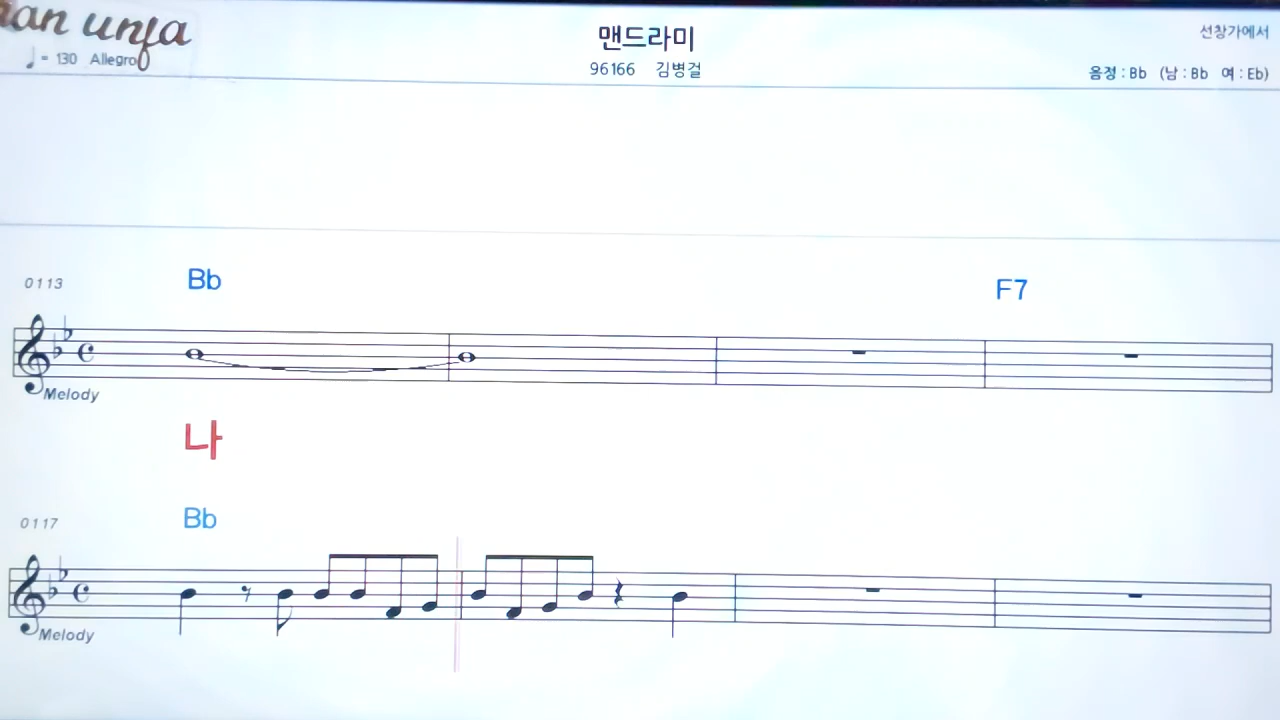 unja
맨드라미
선창가에서
♩= 130 Allegro
96166 김병걸
음정 : Bb (남 : Bb 여 : Eb)
0113
Bb
F7
Melody
나
0117
Bb
Melody